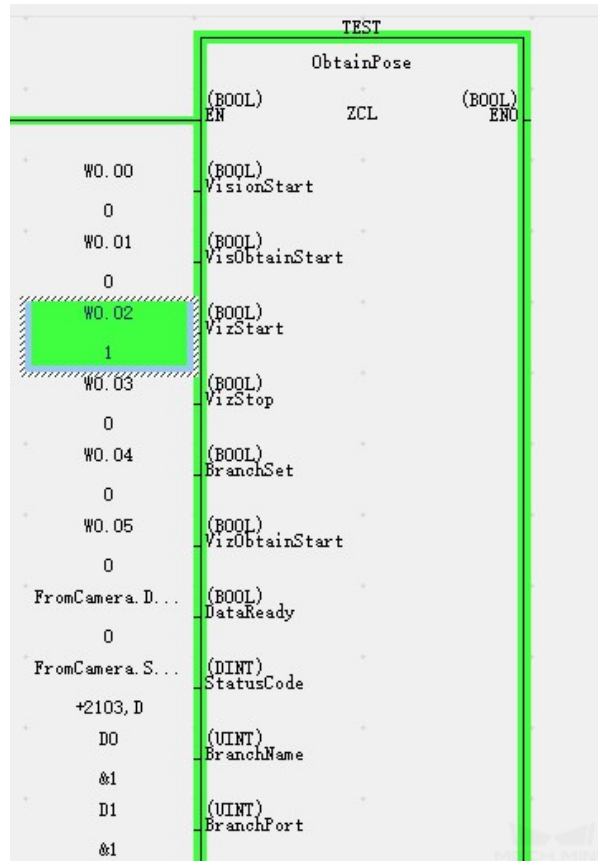 TEST
ObtainPose
(BOOL) (BOOL)
EN ZCL ENO
W0.00 (BOOL)
VisionStart
0
W0.01 (BOOL)
VisObtainStart
0
W0.02 (BOOL)
VizStart
1
W0.03 (BOOL)
VizStop
0
W0.04 (BOOL)
BranchSet
0
W0.05 (BOOL)
VizObtainStart
0
FromCamera.D... (BOOL)
DataReady
0
FromCamera.S... (DINT)
StatusCode
+2103,D
D0 (UINT)
BranchName
&1
D1 (UINT)
BranchPort
&1